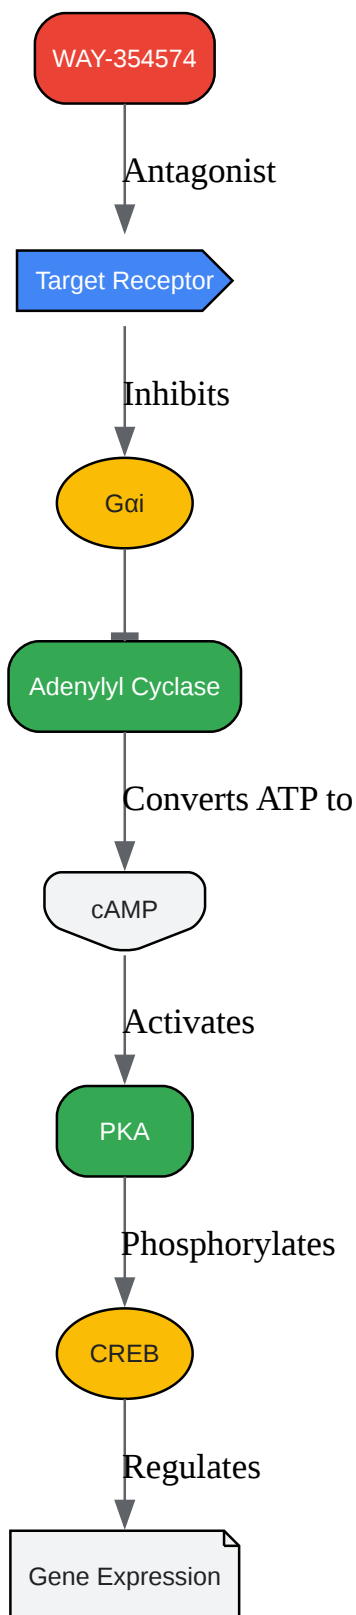 WAY-354574
Antagonist
Target Receptor
Inhibits
Gαi
Adenylyl Cyclase
Converts ATP to
cAMP
Activates
PKA
Phosphorylates
CREB
Regulates
Gene Expression